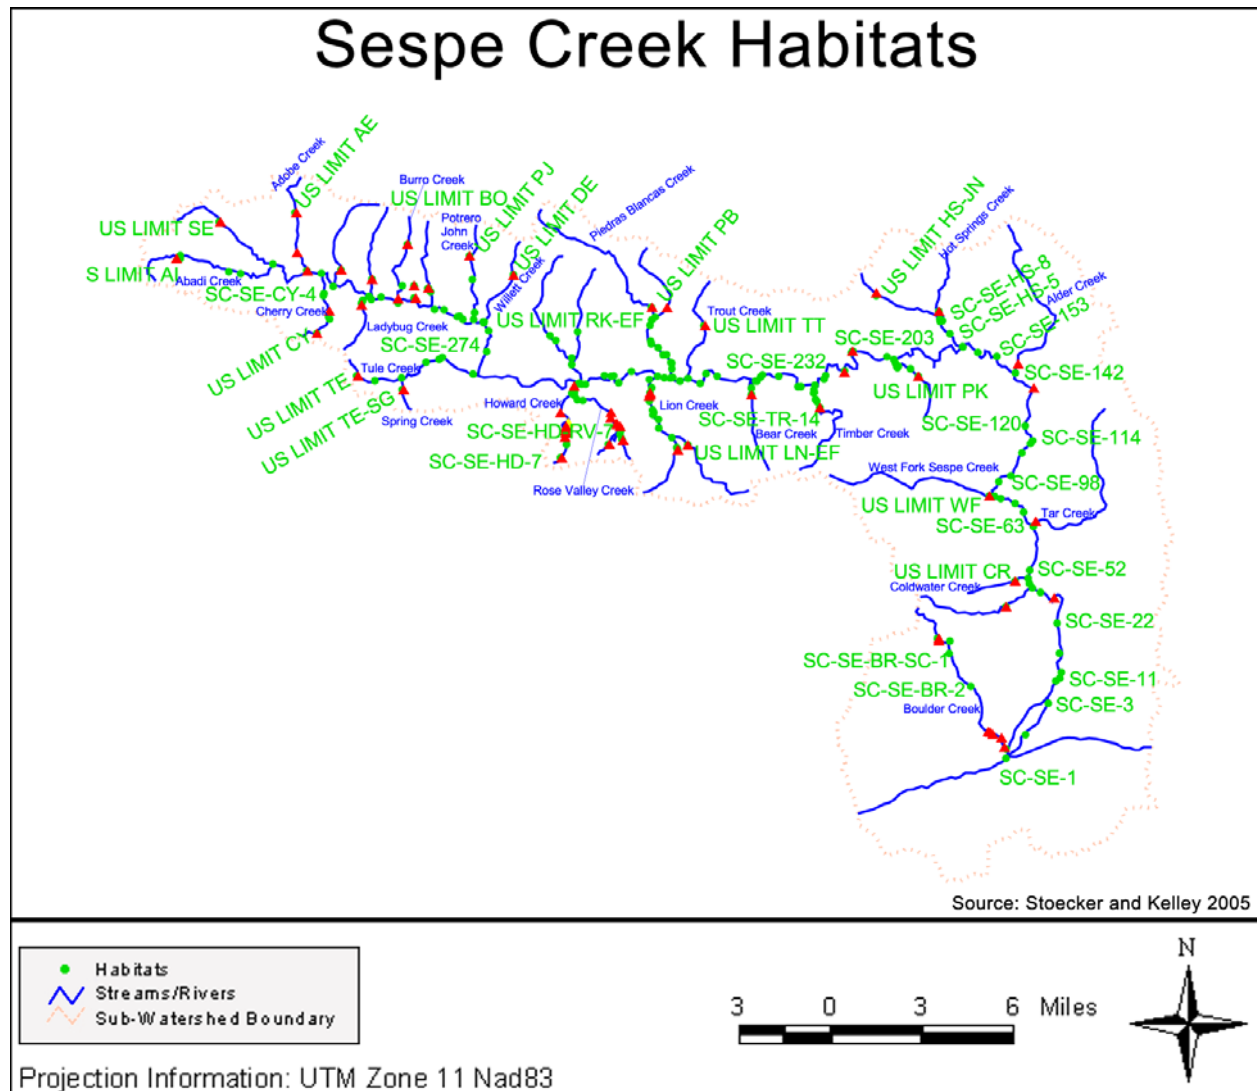 Sespe Creek Habitats
Adobe Creek
US LIMIT AE
Burro Creek
US LIMIT BO
Potrero
John
Creek
US LIMIT PJ
US LIMIT DE
Willett Creek
Piedras Blancas Creek
US LIMIT PB
US LIMIT HS-JN
Hot Springs Creek
SC-SE-HS-8
SC-SE-HS-5
SC-SE-153
Alder Creek
US LIMIT SE
S LIMIT AI
Abadi Creek
SC-SE-CY-4
Cherry Creek
US LIMIT CY
Ladybug Creek
SC-SE-274
US LIMIT RK-EF
Trout Creek
US LIMIT TT
SC-SE-232
SC-SE-203
SC-SE-142
US LIMIT TE
Tule Creek
US LIMIT TE-SG
Spring Creek
Howard Creek
Lion Creek
SC-SE-TR-14
US LIMIT PK
SC-SE-120
SC-SE-HD-RV-7
Bear Creek
Timber Creek
SC-SE-114
SC-SE-HD-7
US LIMIT LN-EF
Rose Valley Creek
West Fork Sespe Creek
SC-SE-98
US LIMIT WF
Tar Creek
SC-SE-63
US LIMIT CR
SC-SE-52
Coldwater Creek
SC-SE-22
SC-SE-BR-SC-1
SC-SE-11
SC-SE-BR-2
SC-SE-3
Boulder Creek
SC-SE-1
Source: Stoecker and Kelley 2005
Habitats
Streams/Rivers
Sub-Watershed Boundary
3 0 3 6 Miles
N
Projection Information: UTM Zone 11 Nad83